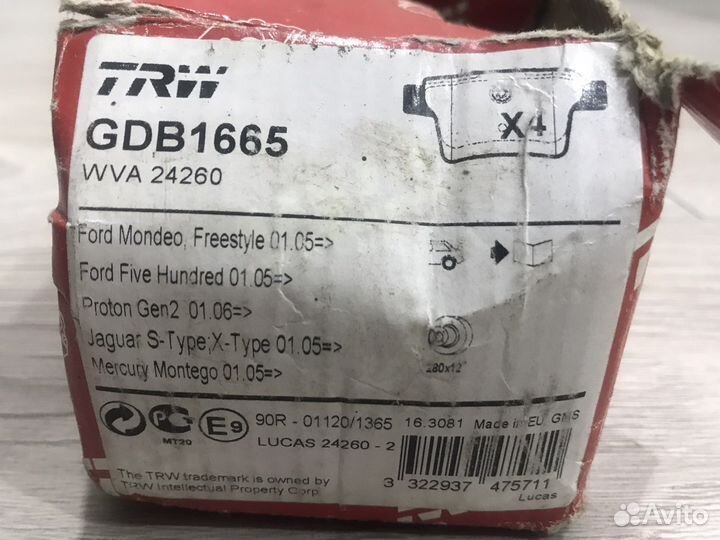 TRW
GDB1665
WVA 24260
X4
Ford Mondeo, Freestyle 01.05=>
Ford Five Hundred 01.05=>
Proton Gen2 01.06=>
Jaguar S-Type;X-Type 01.05=>
Mercury Montego 01.05=>
280x12
MT20
E9
90R - 01120/1365 16.3081 Made in EU
LUCAS 24260 - 2
3 322937 475711
Lucas
The TRW trademark is owned by
TRW Intellectual Property Corp
Avito